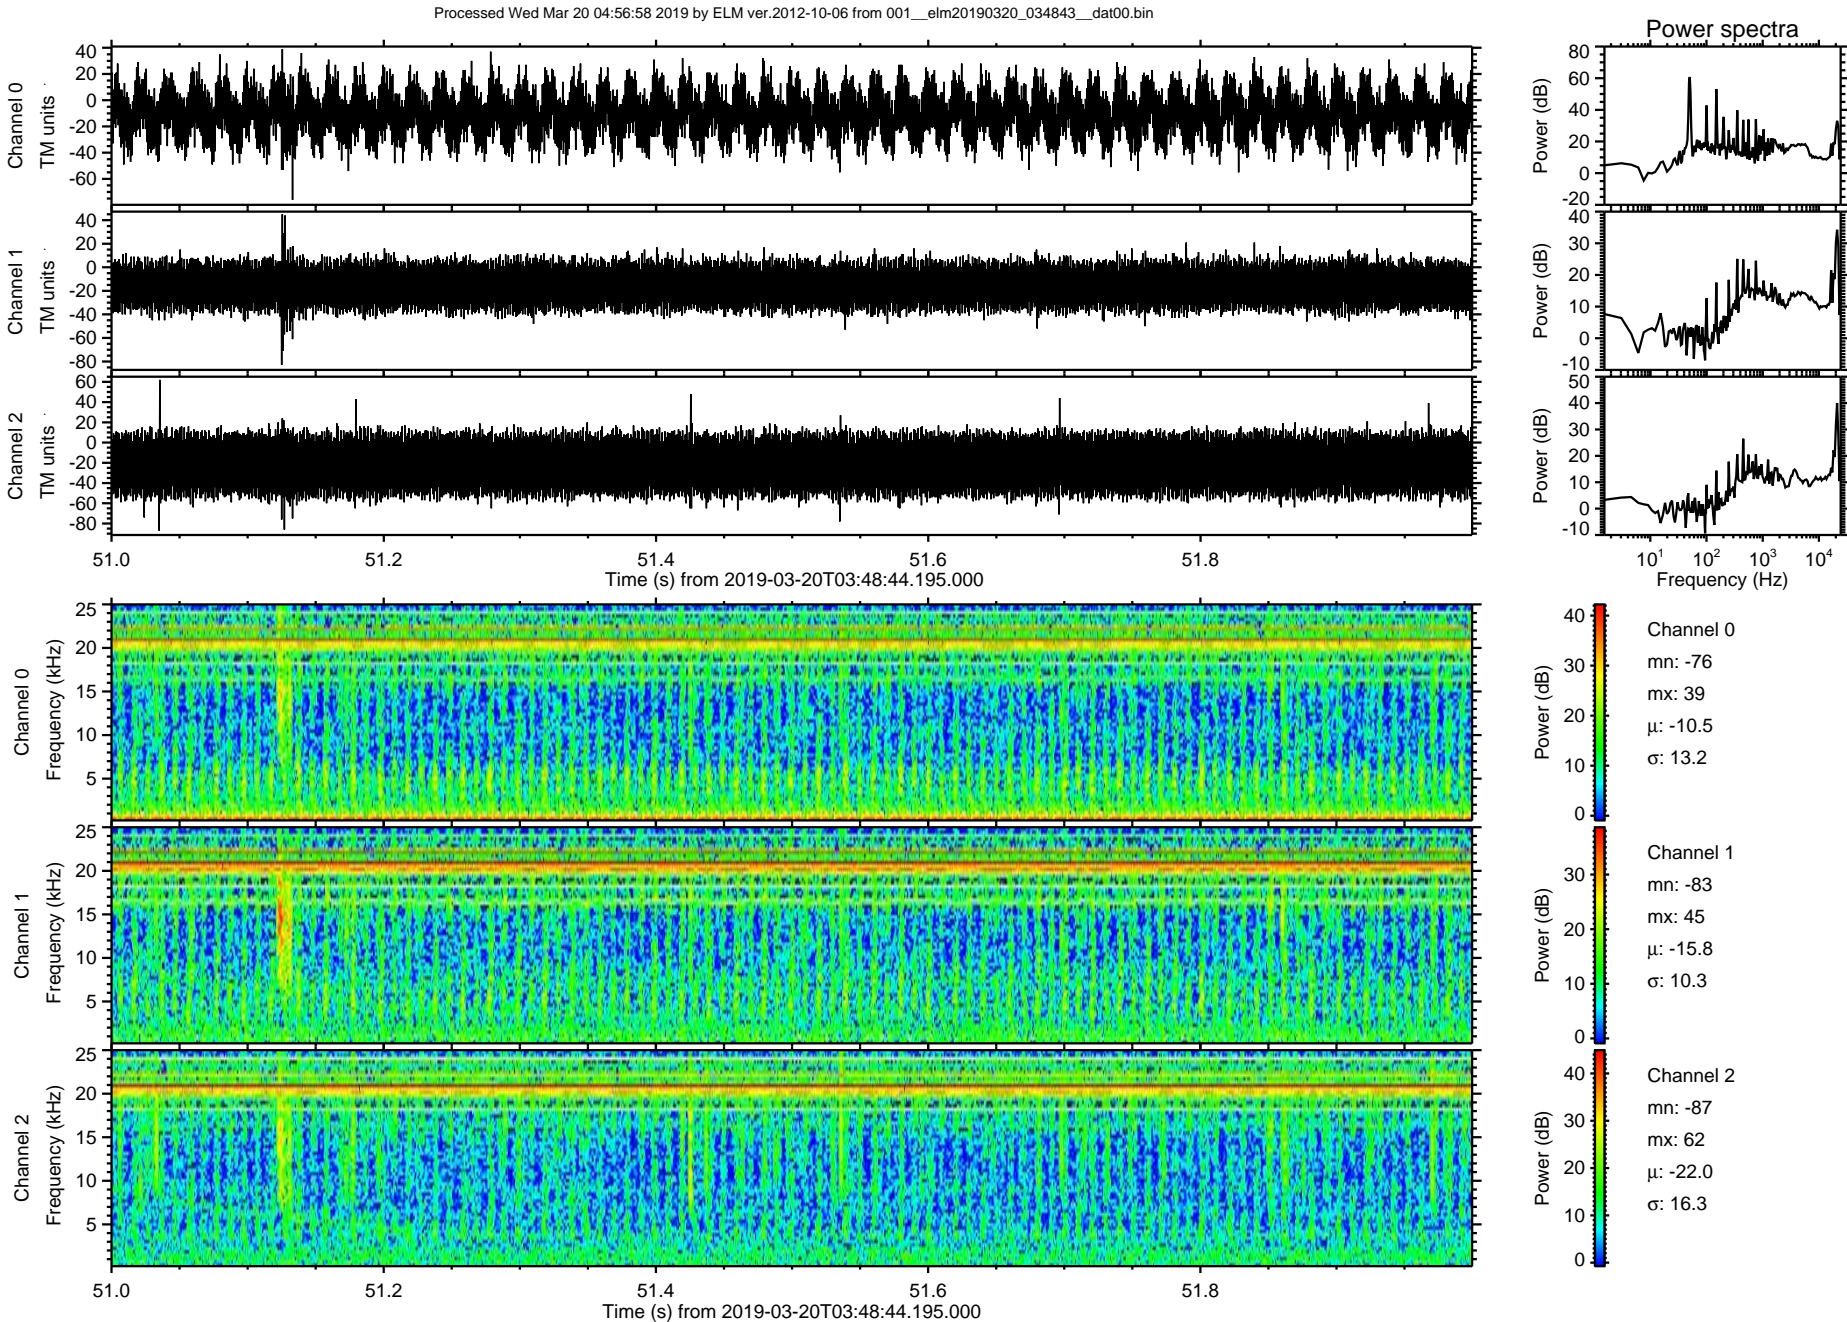 Processed Wed Mar 20 04:56:58 2019 by ELM ver.2012-10-06 from 001__elm20190320_034843__dat00.bin
Power spectra
Channel 0
TM units
40
20
0
-20
-40
-60
Power (dB)
80
60
40
20
0
-20
Channel 1
TM units
40
20
0
-20
-40
-60
-80
Power (dB)
40
30
20
10
0
-10
Channel 2
TM units
60
40
20
0
-20
-40
-60
-80
Power (dB)
50
40
30
20
10
0
-10
51.0 51.2 51.4 51.6 51.8
Time (s) from 2019-03-20T03:48:44.195.000
10¹ 10² 10³ 10⁴
Frequency (Hz)
Channel 0
Frequency (kHz)
25
20
15
10
5
Power (dB)
40
30
20
10
0
Channel 0
mn: -76
mx: 39
μ: -10.5
σ: 13.2
Channel 1
Frequency (kHz)
25
20
15
10
5
Power (dB)
30
20
10
0
Channel 1
mn: -83
mx: 45
μ: -15.8
σ: 10.3
Channel 2
Frequency (kHz)
25
20
15
10
5
Power (dB)
40
30
20
10
0
Channel 2
mn: -87
mx: 62
μ: -22.0
σ: 16.3
51.0 51.2 51.4 51.6 51.8
Time (s) from 2019-03-20T03:48:44.195.000